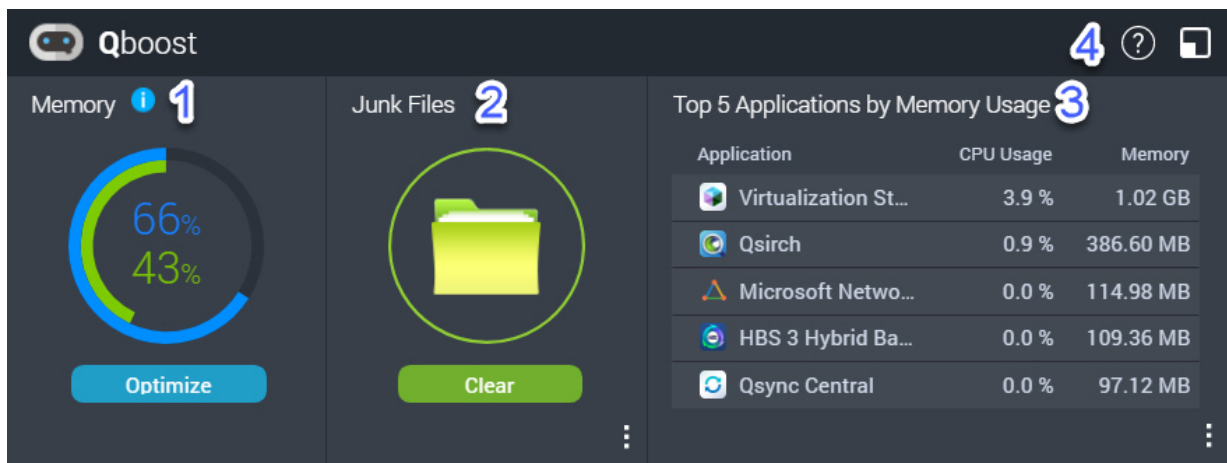 Qboost
4 ?
Memory i 1
66%
43%
Optimize
Junk Files 2
Clear
Top 5 Applications by Memory Usage 3
Application CPU Usage Memory
Virtualization St... 3.9 % 1.02 GB
Qsirch 0.9 % 386.60 MB
Microsoft Netwo... 0.0 % 114.98 MB
HBS 3 Hybrid Ba... 0.0 % 109.36 MB
Qsync Central 0.0 % 97.12 MB